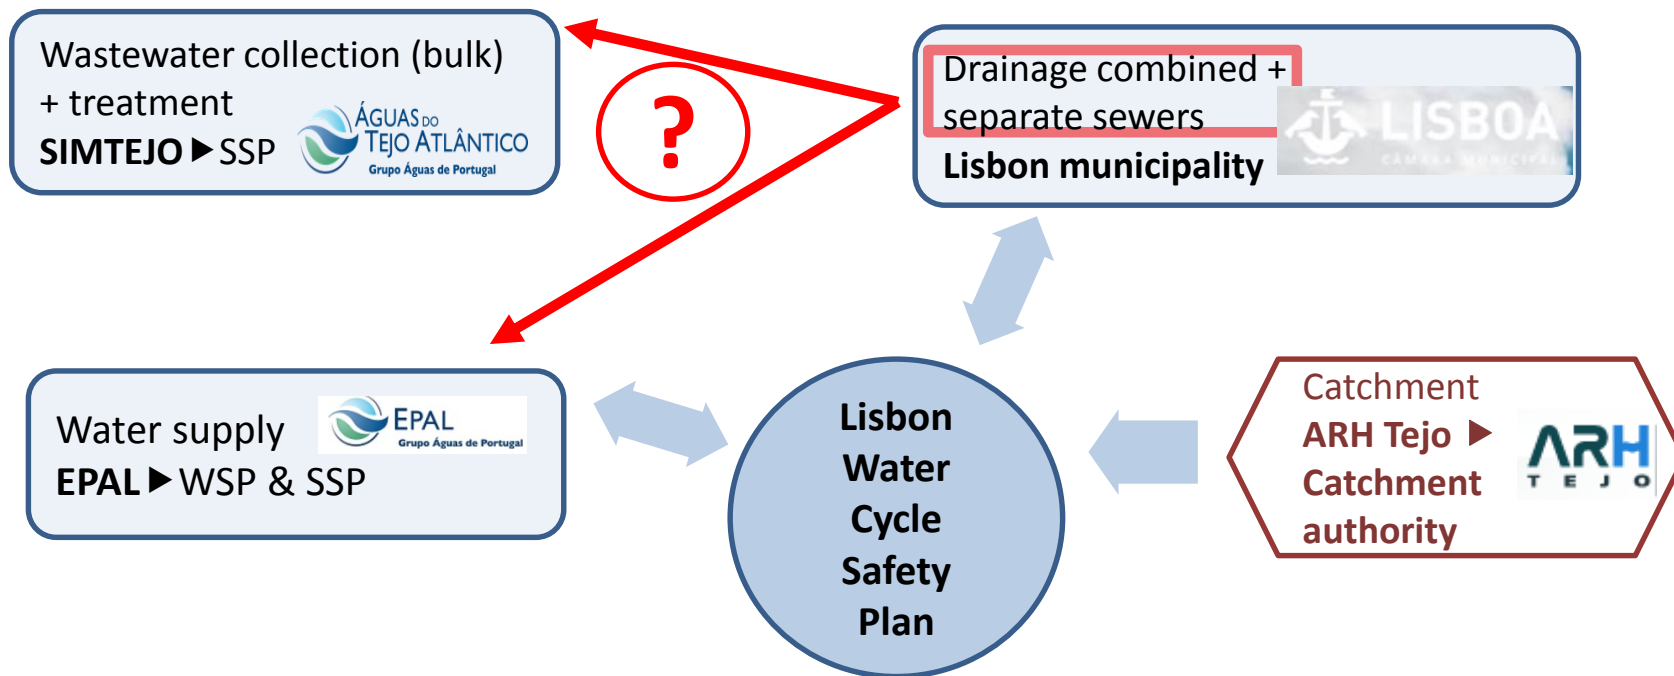 Wastewater collection (bulk)
+ treatment
SIMTEJO ▶ SSP
ÁGUAS DO
TEJO ATLÂNTICO
Grupo Águas de Portugal
?
Drainage combined +
separate sewers
Lisbon municipality
LISBOA
CÂMARA MUNICIPAL
Water supply
EPAL ▶ WSP & SSP
EPAL
Grupo Águas de Portugal
Lisbon
Water
Cycle
Safety
Plan
Catchment
ARH Tejo ▶
Catchment
authority
ARH
TEJO